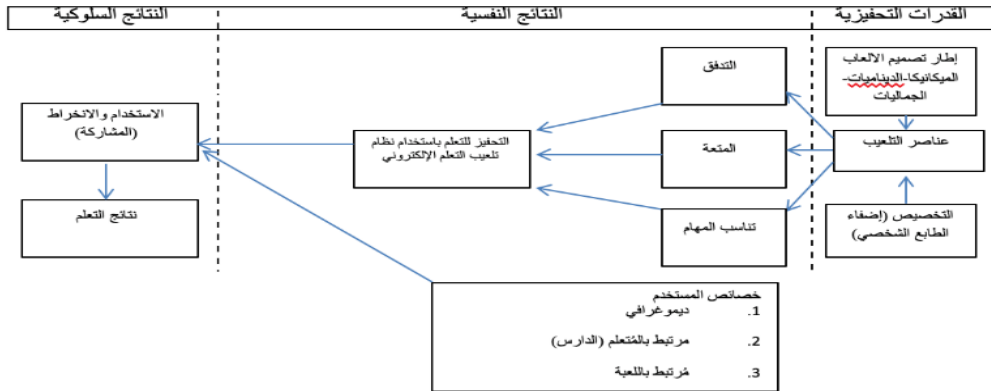 القدرات التحفيزية
النتائج النفسية
النتائج السلوكية
إطار تصميم الالعاب
الميكانيكا-الديناميات-
الجماليات
عناصر التلعيب
التخصيص (إضفاء
الطابع الشخصي)
التدفق
المتعة
تناسب المهام
التحفيز للتعلم باستخدام نظام
تلعيب التعلم الإلكتروني
الاستخدام والانخراط
(المشاركة)
نتائج التعلم
خصائص المستخدم
1. ديموغرافي
2. مرتبط بالمُتعلم (الدارس)
3. مُرتبط باللعبة